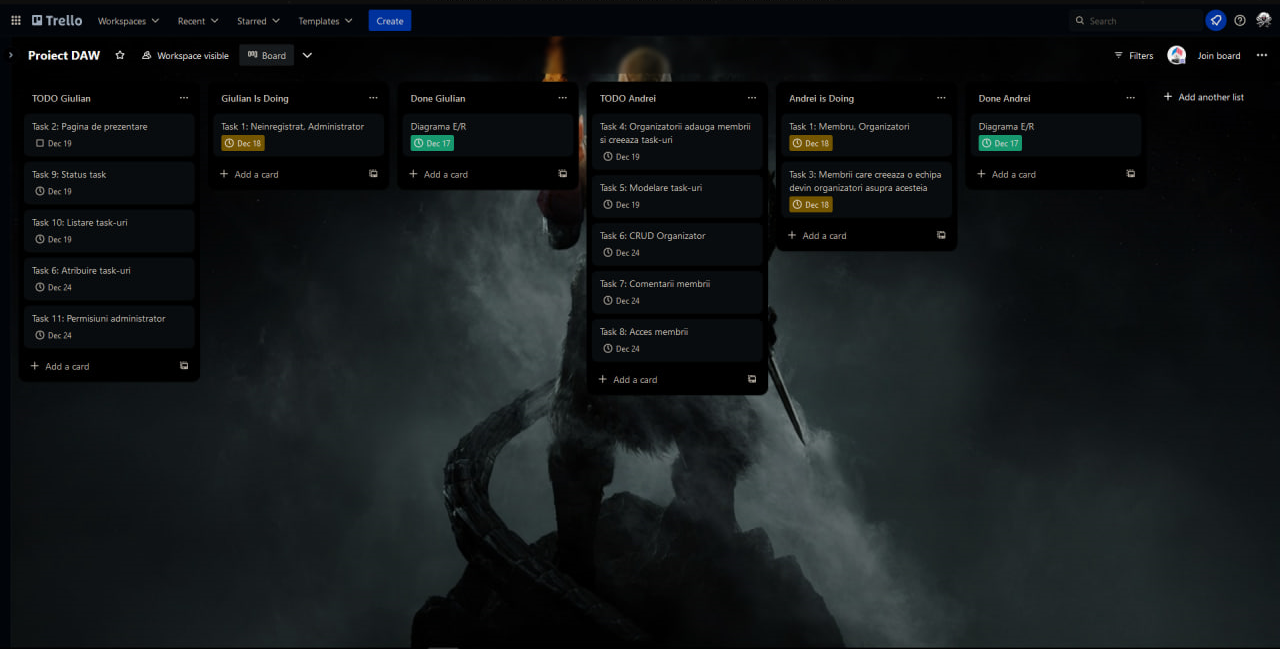 Trello
Workspaces
Recent
Starred
Templates
Create
Search
Proiect DAW
Workspace visible
Board
Filters
Join board
TODO Giulian
Task 2: Pagina de prezentare
Dec 19
Task 9: Status task
Dec 19
Task 10: Listare task-uri
Dec 19
Task 6: Atribuire task-uri
Dec 24
Task 11: Permisiuni administrator
Dec 24
+ Add a card
Giulian Is Doing
Task 1: Neinregistrat, Administrator
Dec 18
+ Add a card
Done Giulian
Diagrama E/R
Dec 17
+ Add a card
TODO Andrei
Task 4: Organizatorii adauga membrii
si creeaza task-uri
Dec 19
Task 5: Modelare task-uri
Dec 19
Task 6: CRUD Organizator
Dec 24
Task 7: Comentarii membrii
Dec 24
Task 8: Acces membrii
Dec 24
+ Add a card
Andrei is Doing
Task 1: Membru, Organizatori
Dec 18
Task 3: Membrii care creeaza o echipa
devin organizatori asupra acesteia
Dec 18
+ Add a card
Done Andrei
Diagrama E/R
Dec 17
+ Add a card
+ Add another list